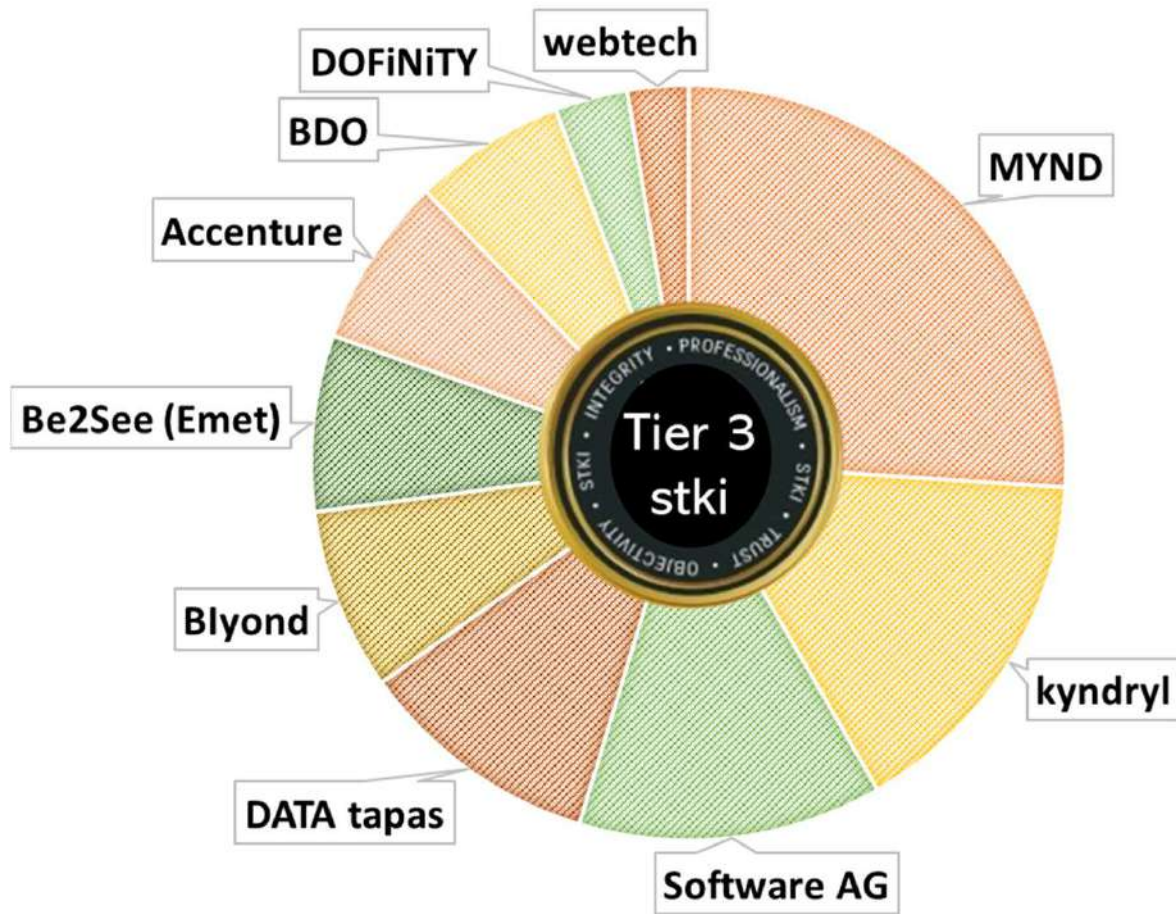 webtech
DOFiNiTY
BDO
MYND
Accenture
Be2See (Emet)
BIyond
kyndryl
DATA tapas
Software AG
Tier 3
stki
STKI • INTEGRITY • PROFESSIONALISM • STKI • TRUST • OBJECTIVITY •